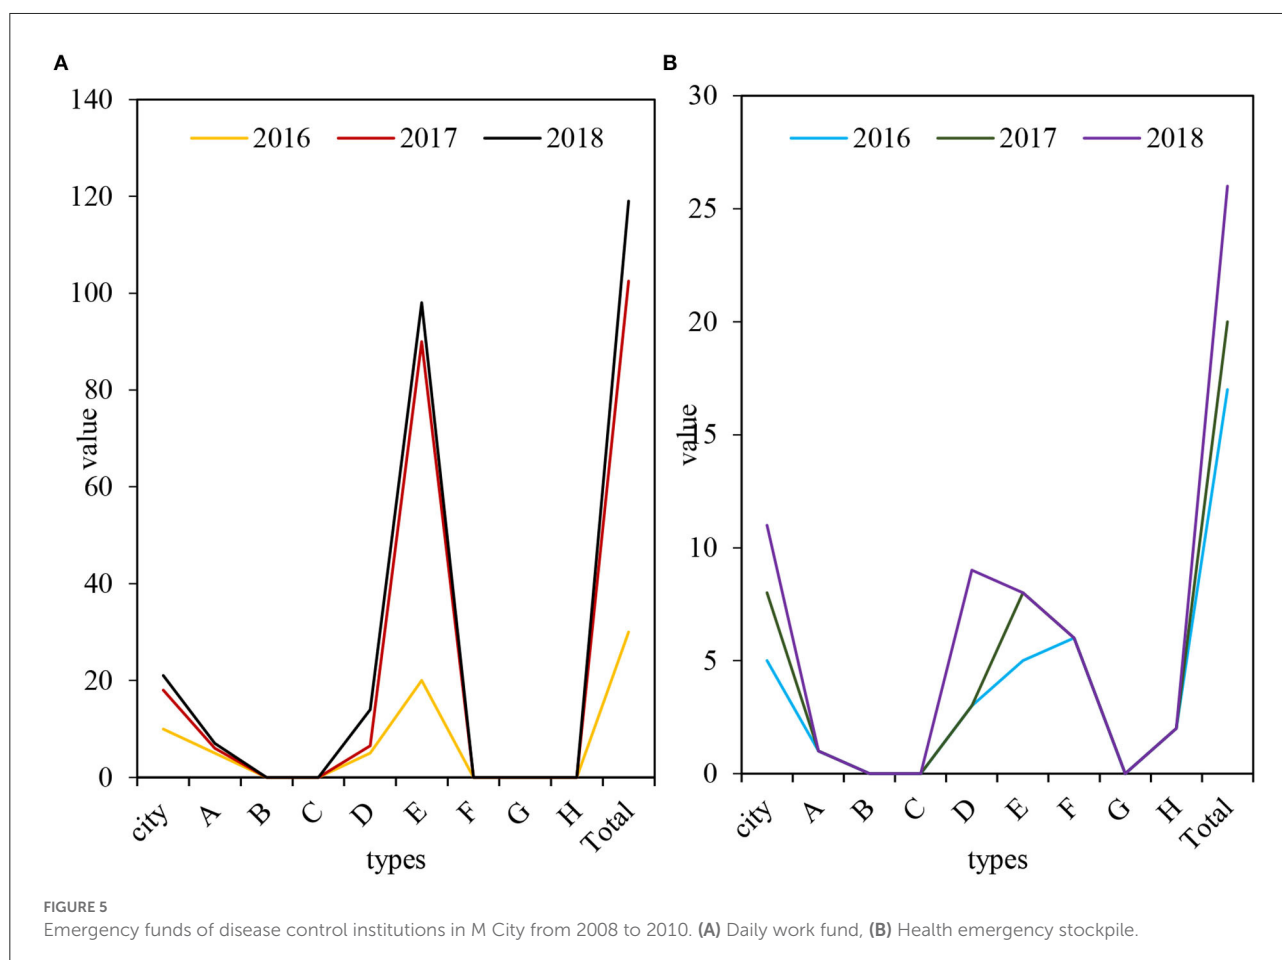 A
140
120
100
80
60
40
20
0
value
2016 2017 2018
city A B C D E F G H Total
types
B
30
25
20
15
10
5
0
value
2016 2017 2018
city A B C D E F G H Total
types
FIGURE 5
Emergency funds of disease control institutions in M City from 2008 to 2010. (A) Daily work fund, (B) Health emergency stockpile.